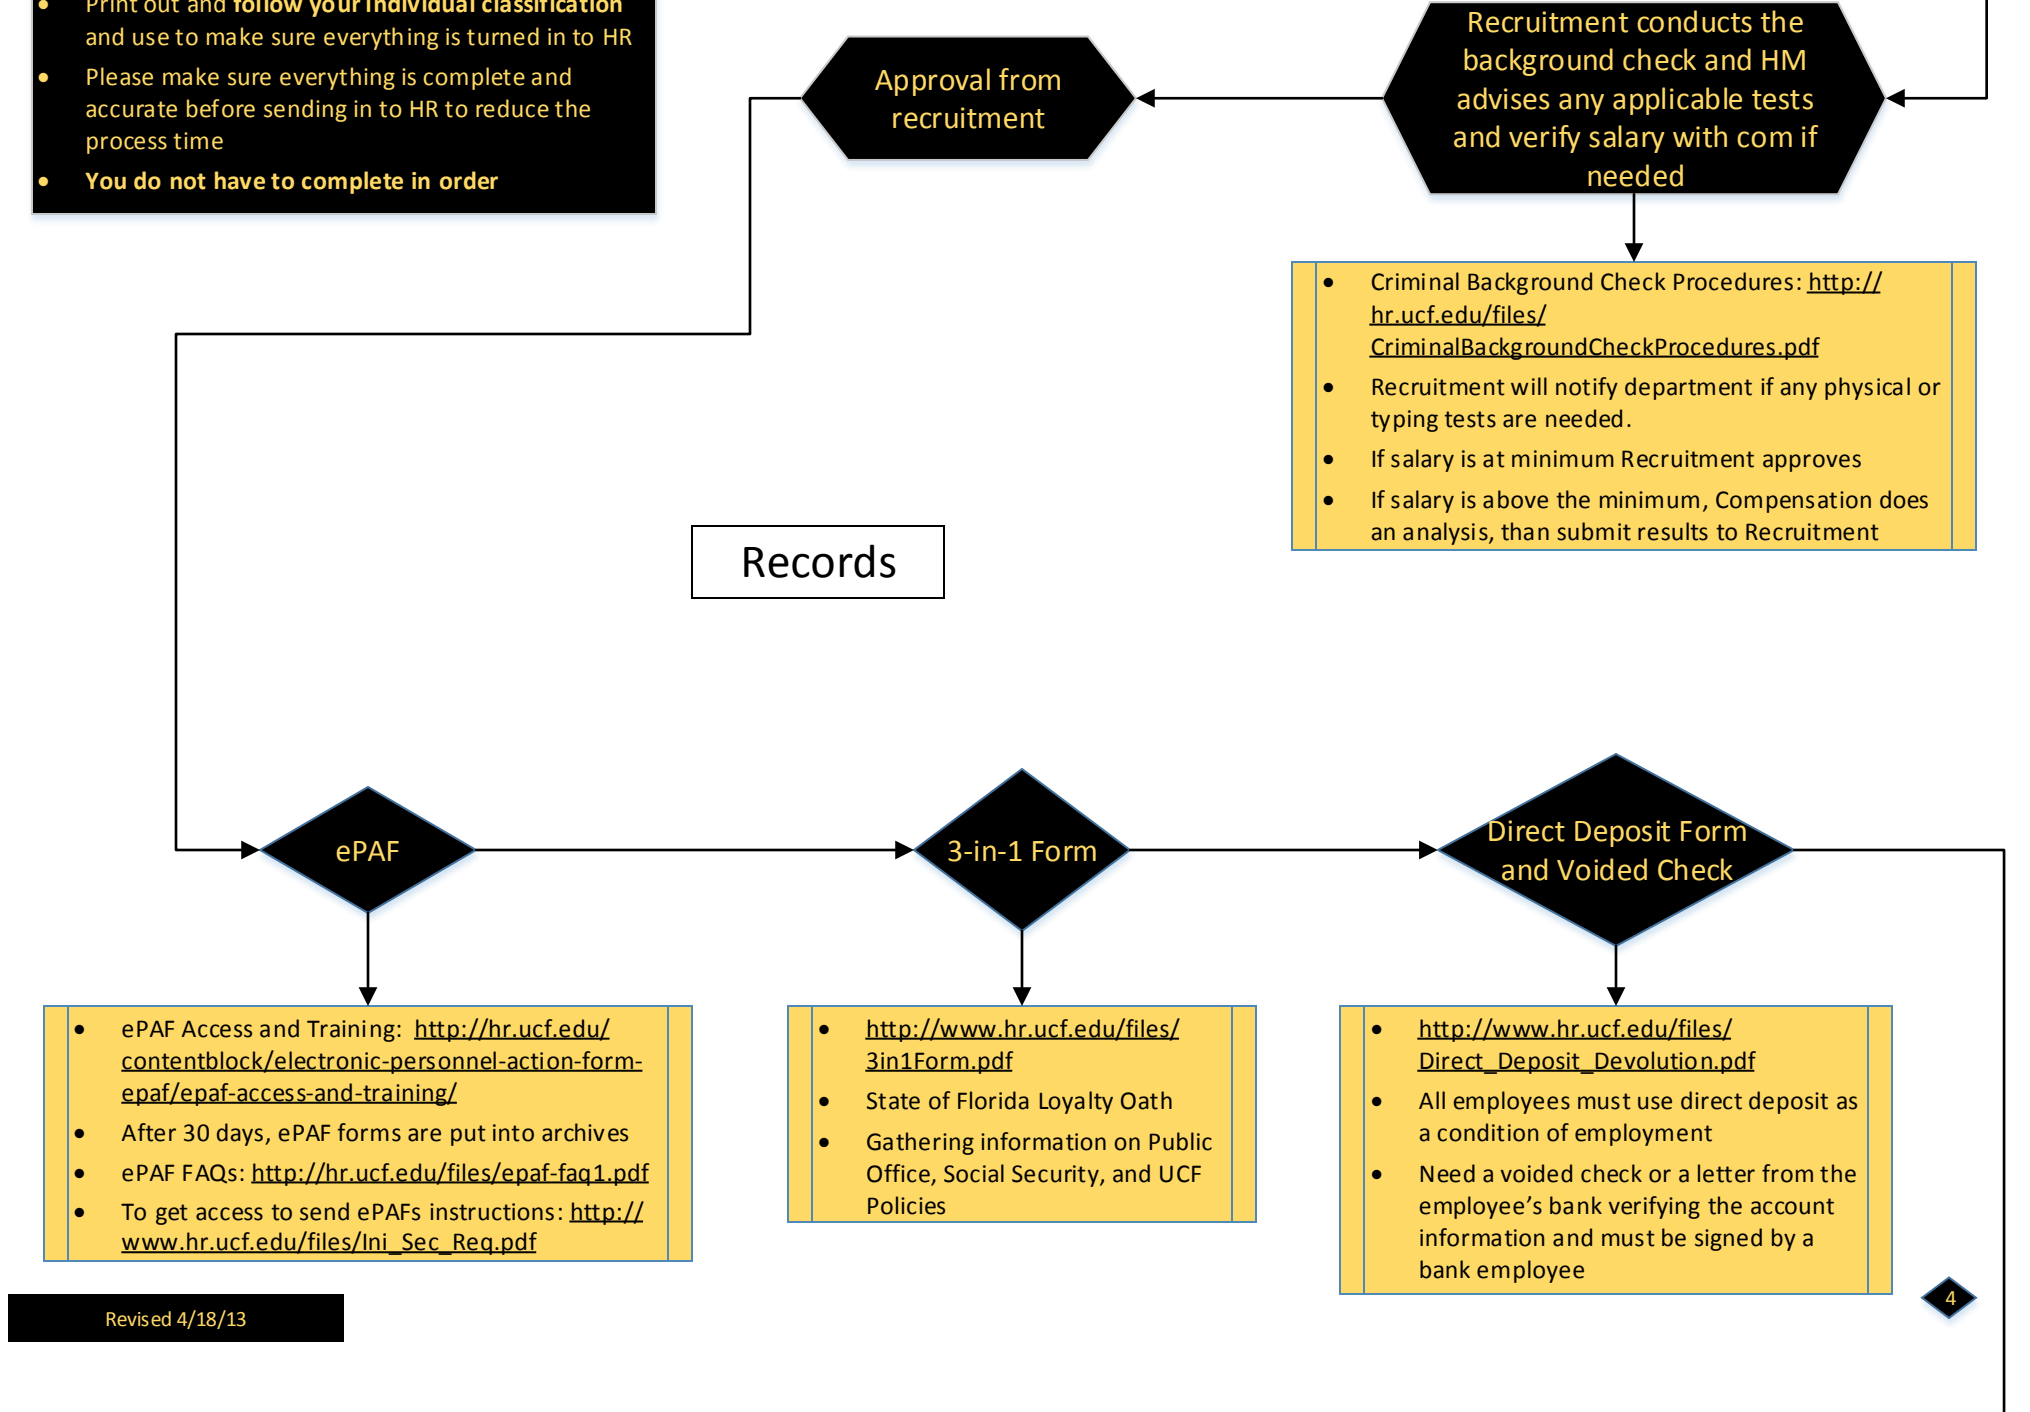 • Print out and follow your individual classification
and use to make sure everything is turned in to HR
• Please make sure everything is complete and
accurate before sending in to HR to reduce the
process time
• You do not have to complete in order
Approval from
recruitment
Recruitment conducts the
background check and HM
advises any applicable tests
and verify salary with com if
needed
• Criminal Background Check Procedures: http://
hr.ucf.edu/files/
CriminalBackgroundCheckProcedures.pdf
• Recruitment will notify department if any physical or
typing tests are needed.
• If salary is at minimum Recruitment approves
• If salary is above the minimum, Compensation does
an analysis, than submit results to Recruitment
Records
ePAF
3-in-1 Form
Direct Deposit Form
and Voided Check
• ePAF Access and Training: http://hr.ucf.edu/
contentblock/electronic-personnel-action-form-
epaf/epaf-access-and-training/
• After 30 days, ePAF forms are put into archives
• ePAF FAQs: http://hr.ucf.edu/files/epaf-faq1.pdf
• To get access to send ePAFs instructions: http://
www.hr.ucf.edu/files/Ini_Sec_Req.pdf
• http://www.hr.ucf.edu/files/
3in1Form.pdf
• State of Florida Loyalty Oath
• Gathering information on Public
Office, Social Security, and UCF
Policies
• http://www.hr.ucf.edu/files/
Direct_Deposit_Devolution.pdf
• All employees must use direct deposit as
a condition of employment
• Need a voided check or a letter from the
employee's bank verifying the account
information and must be signed by a
bank employee
Revised 4/18/13
4